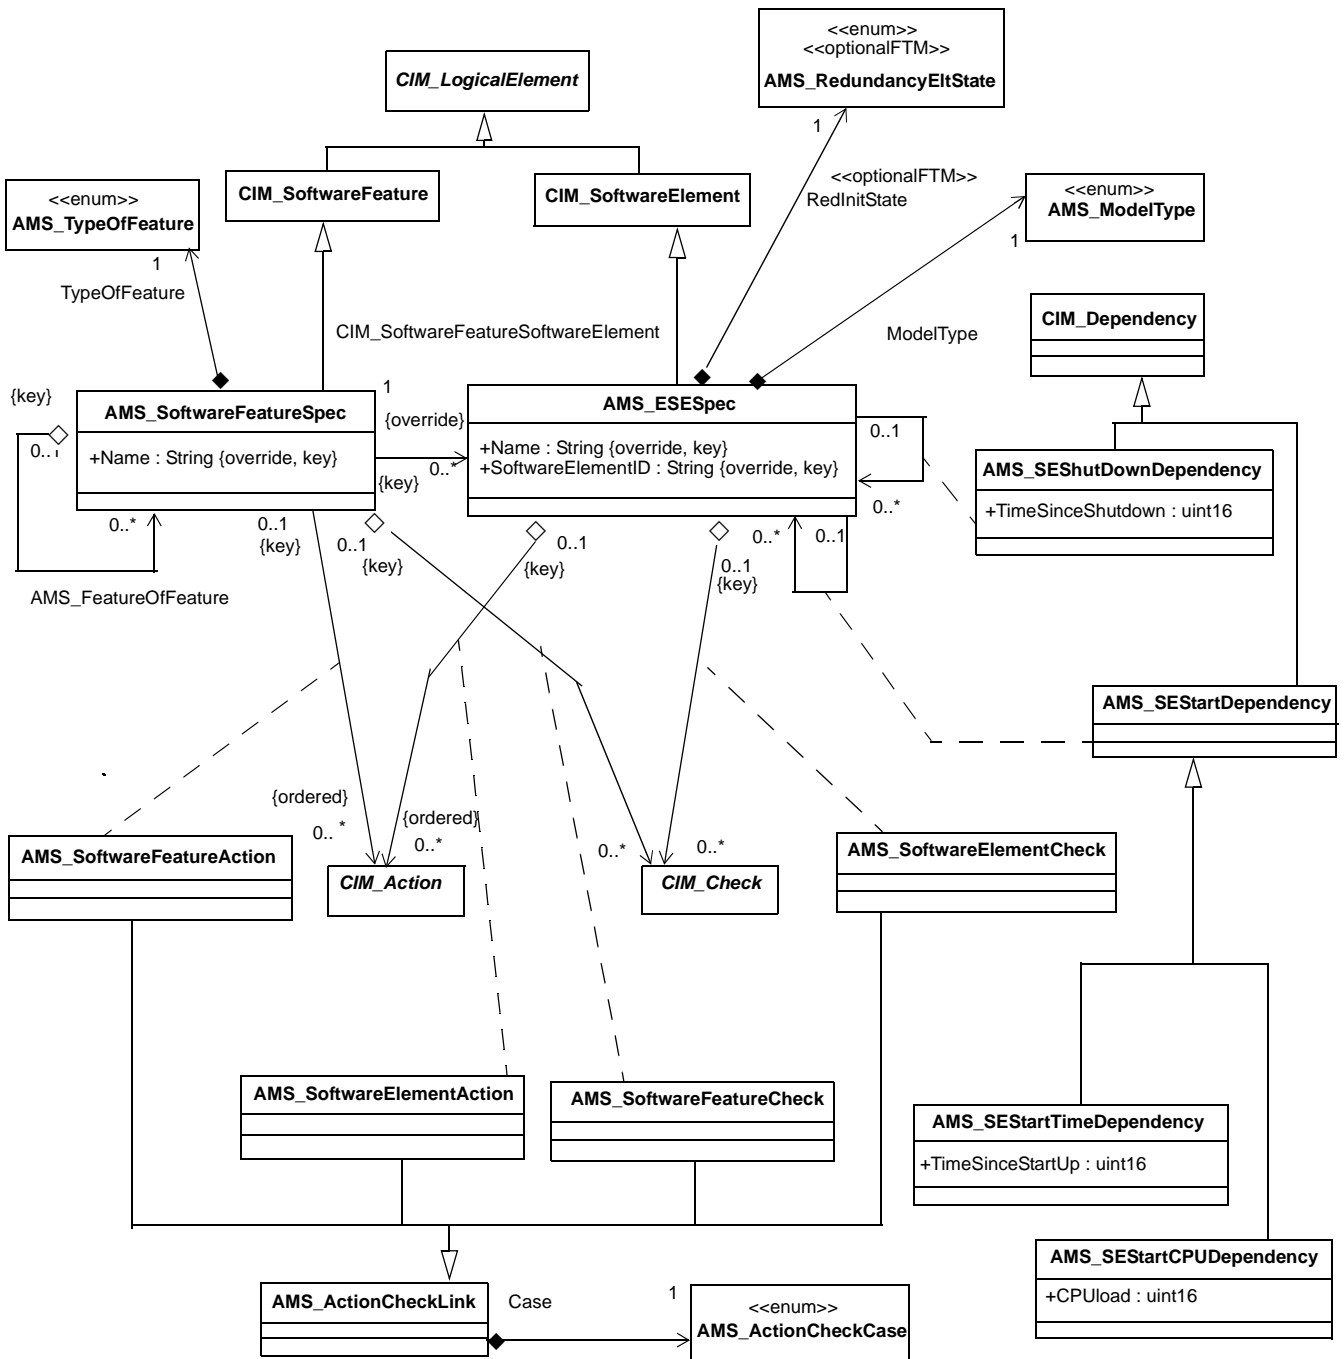 <<enum>>
<<optionalFTM>>
AMS_RedundancyEltState
CIM_LogicalElement
1
<<optionalFTM>>
RedInitState
<<enum>>
AMS_TypeOfFeature
CIM_SoftwareFeature
CIM_SoftwareElement
<<enum>>
AMS_ModelType
1
1
TypeOfFeature
CIM_SoftwareFeatureSoftwareElement
ModelType
CIM_Dependency
{key}
0..1
AMS_SoftwareFeatureSpec
+Name : String {override, key}
1
{override}
{key}
0..*
AMS_ESESpec
+Name : String {override, key}
+SoftwareElementID : String {override, key}
0..1
0..*
AMS_SEShutDownDependency
+TimeSinceShutdown : uint16
0..*
0..1
{key}
0..1
{key}
0..1
{key}
0..1
{key}
0..*
0..1
AMS_FeatureOfFeature
AMS_SEStartDependency
{ordered}
0.. *
{ordered}
0..*
0..*
0..*
AMS_SoftwareFeatureAction
CIM_Action
CIM_Check
AMS_SoftwareElementCheck
AMS_SoftwareElementAction
AMS_SoftwareFeatureCheck
AMS_SEStartTimeDependency
+TimeSinceStartUp : uint16
AMS_SEStartCPUDependency
+CPUload : uint16
AMS_ActionCheckLink
Case
1
<<enum>>
AMS_ActionCheckCase